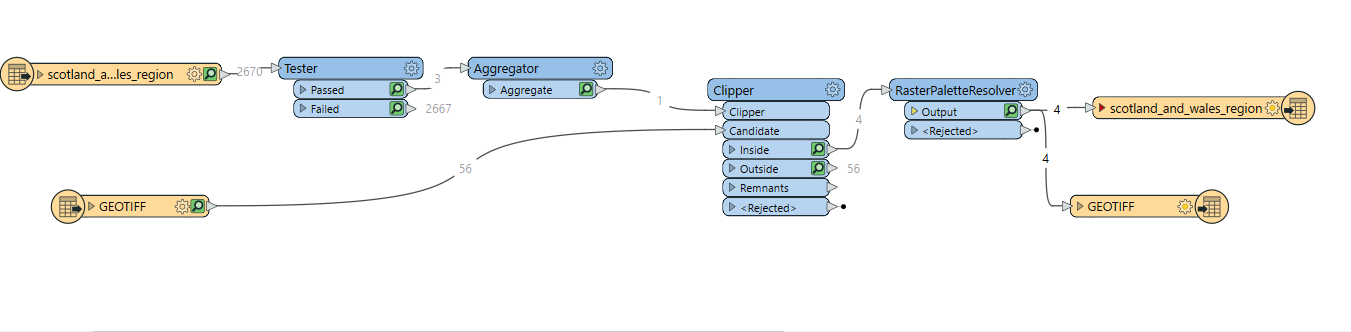 scotland_a...les_region
2670
Tester
Passed
3
Failed
2667
Aggregator
Aggregate
1
Clipper
Clipper
Candidate
Inside
4
Outside
56
Remnants
<Rejected>
RasterPaletteResolver
Output
4
<Rejected>
scotland_and_wales_region
4
56
GEOTIFF
GEOTIFF